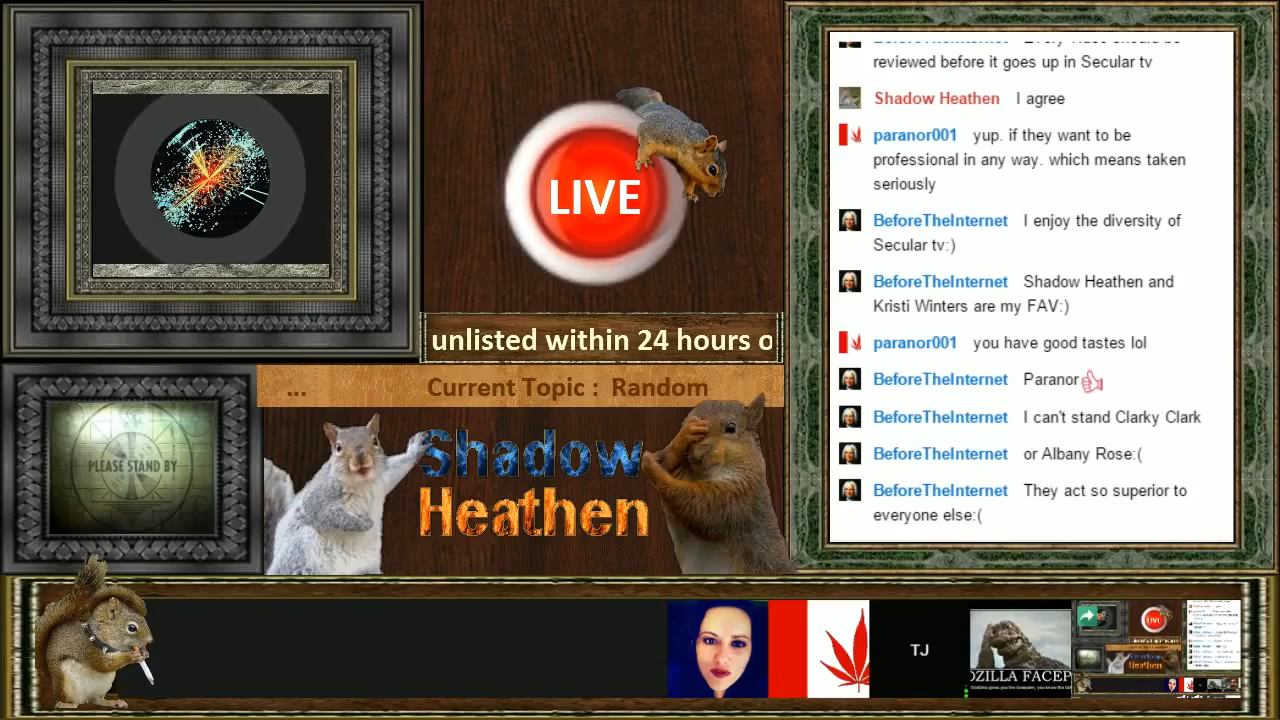 LIVE
unlisted within 24 hours o
... Current Topic : Random
PLEASE STAND BY
Shadow
Heathen
reviewed before it goes up in Secular tv
Shadow Heathen I agree
paranor001 yup. if they want to be
professional in any way. which means taken
seriously
BeforeTheInternet I enjoy the diversity of
Secular tv:)
BeforeTheInternet Shadow Heathen and
Kristi Winters are my FAV:)
paranor001 you have good tastes lol
BeforeTheInternet Paranor
BeforeTheInternet I can't stand Clarky Clark
BeforeTheInternet or Albany Rose:(
BeforeTheInternet They act so superior to
everyone else:(
TJ
OZILLA FACEP
LIVE
Heathen